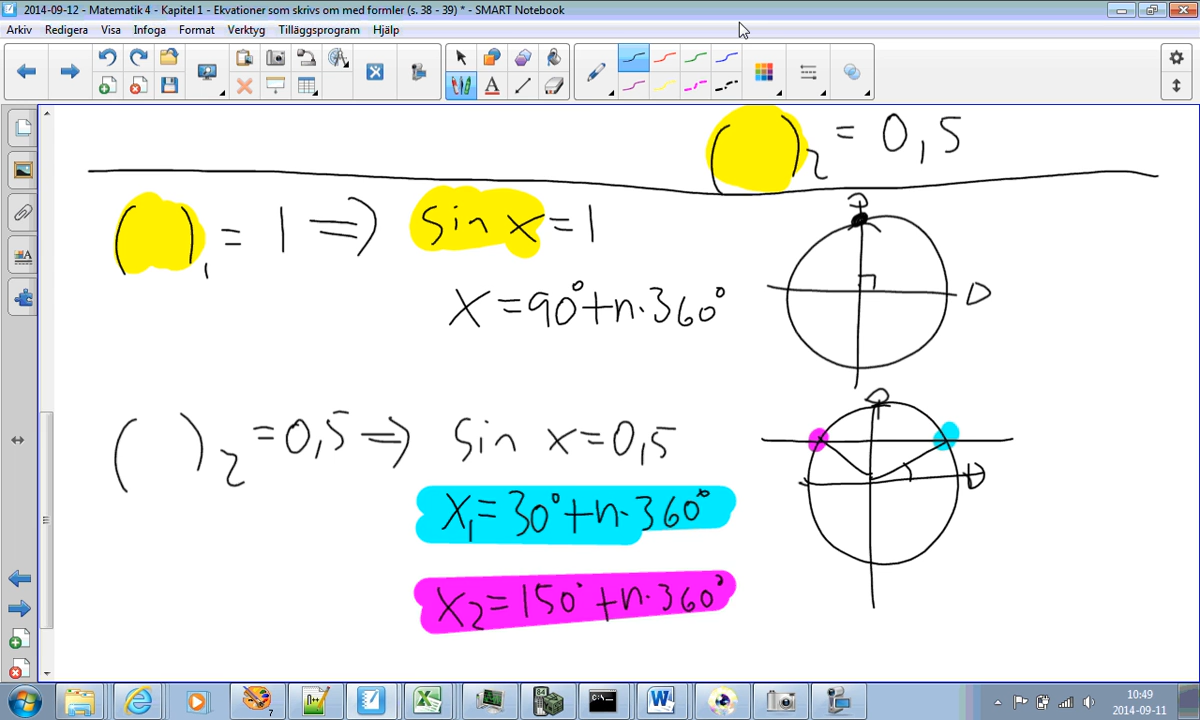 2014-09-12 - Matematik 4 - Kapitel 1 - Ekvationer som skrivs om med formler (s. 38 - 39) * - SMART Notebook
Arkiv Redigera Visa Infoga Format Verktyg Tilläggsprogram Hjälp
( )₂ = 0,5
( )₁ = 1 ⇒ sin x = 1
x = 90° + n·360°
( )₂ = 0,5 ⇒ sin x = 0,5
x₁ = 30° + n·360°
x₂ = 150° + n·360°
10:49
2014-09-11